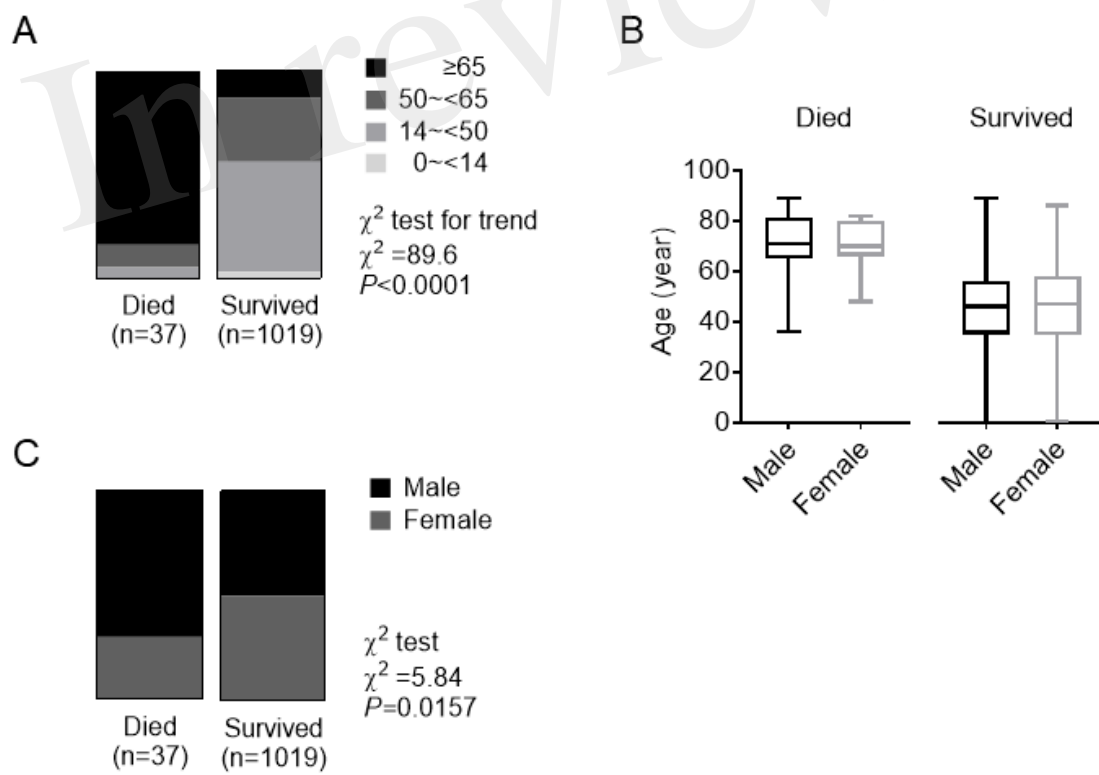 In review
A
≥65
50~<65
14~<50
0~<14
χ² test for trend
χ² =89.6
P<0.0001
Died
(n=37)
Survived
(n=1019)
B
Died
Survived
Age (year)
100
80
60
40
20
0
Male
Female
Male
Female
C
Male
Female
χ² test
χ² =5.84
P=0.0157
Died
(n=37)
Survived
(n=1019)